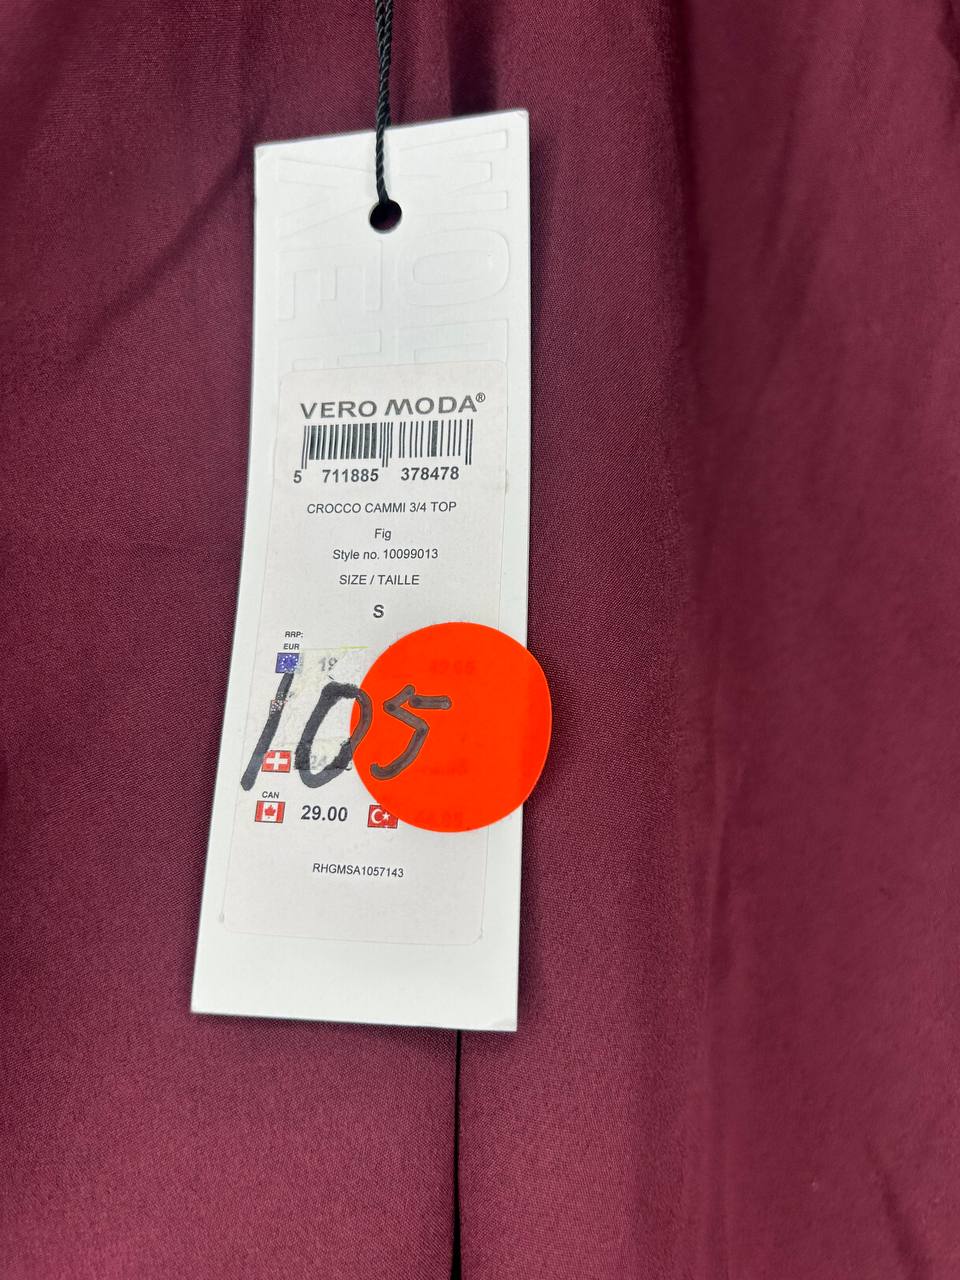 VERO MODA®
5 711885 378478
CROCCO CAMMI 3/4 TOP
Fig
Style no. 10099013
SIZE / TAILLE
S
RRP:
EUR
19
105
CAN
29.00
RHGMSA1057143